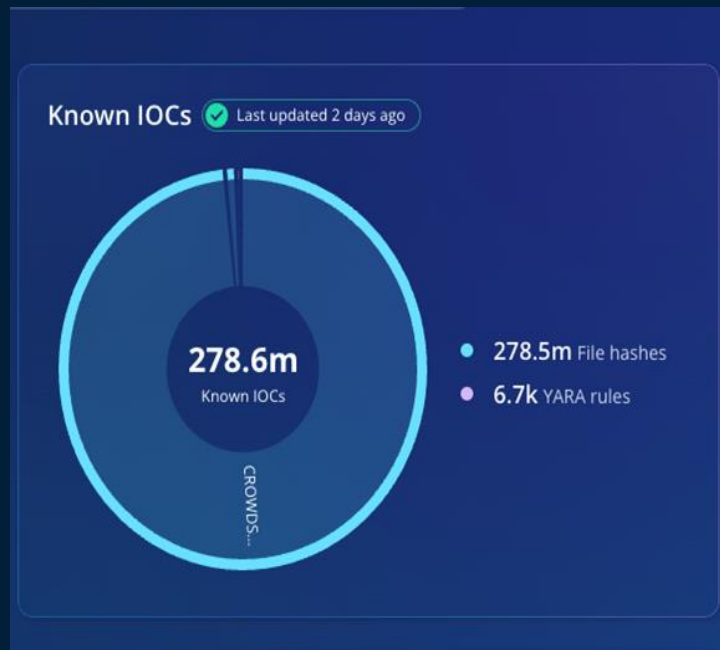 Known IOCs
Last updated 2 days ago
278.6m
Known IOCs
278.5m File hashes
6.7k YARA rules
CROWDS...